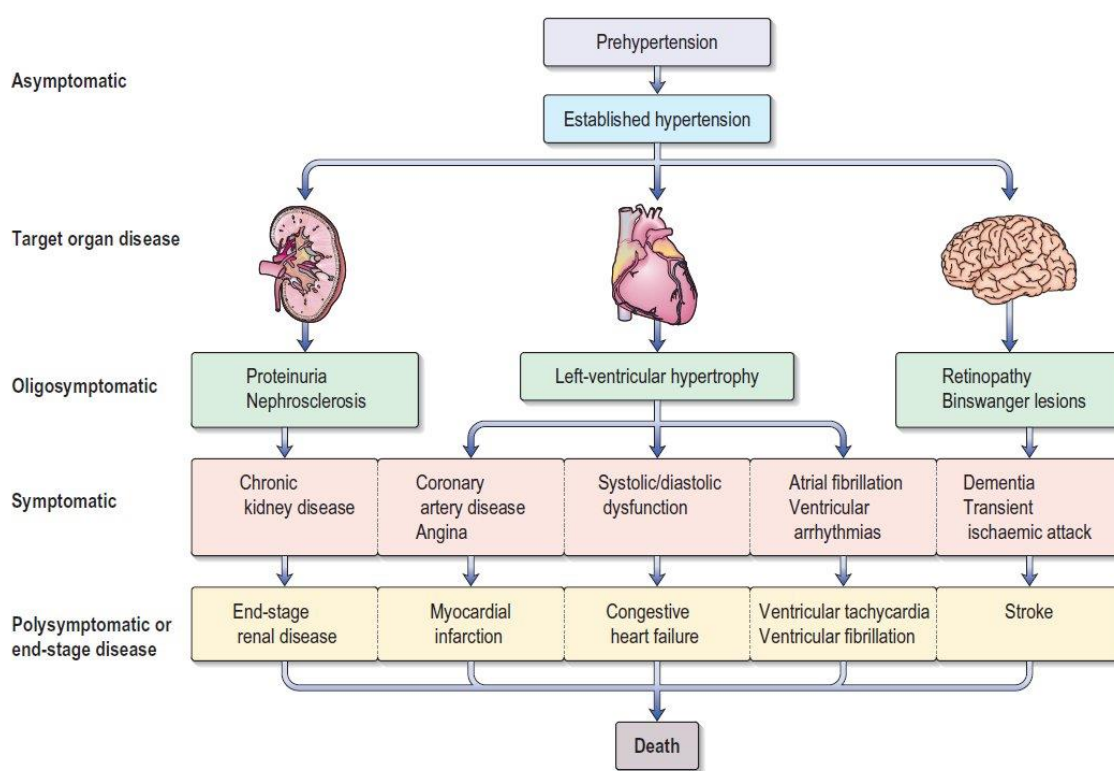 Prehypertension
Asymptomatic
Established hypertension
Target organ disease
Oligosymptomatic
Proteinuria
Nephrosclerosis
Left-ventricular hypertrophy
Retinopathy
Binswanger lesions
Symptomatic
Chronic
kidney disease
Coronary
artery disease
Angina
Systolic/diastolic
dysfunction
Atrial fibrillation
Ventricular
arrhythmias
Dementia
Transient
ischaemic attack
Polysymptomatic or
end-stage disease
End-stage
renal disease
Myocardial
infarction
Congestive
heart failure
Ventricular tachycardia
Ventricular fibrillation
Stroke
Death